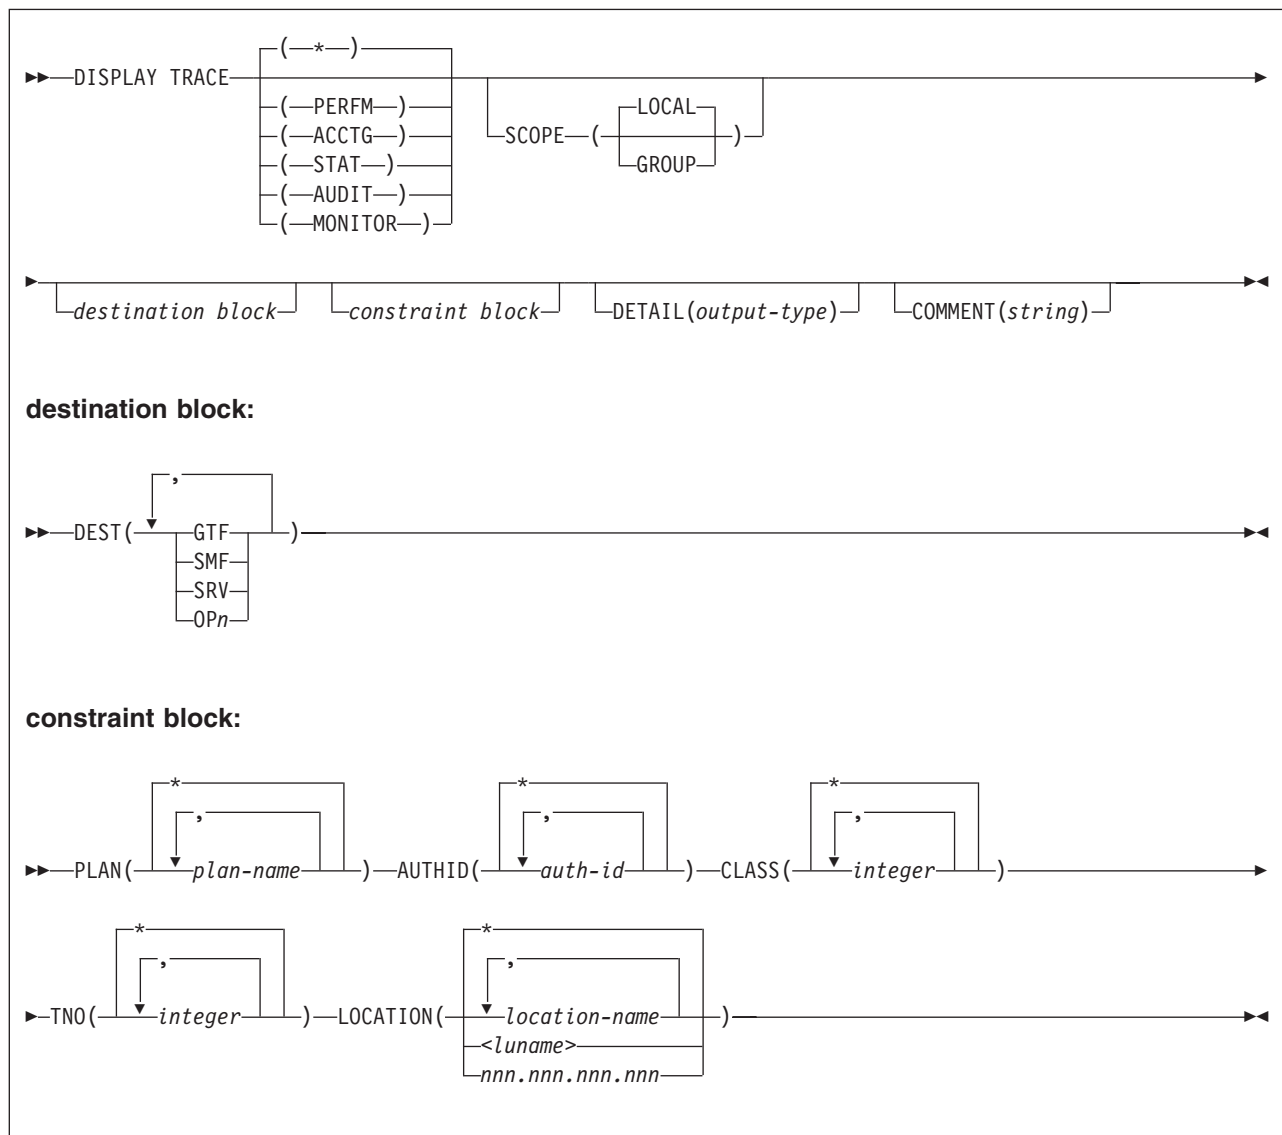 ( * )
DISPLAY TRACE
( PERFM )
( ACCTG )
( STAT )
( AUDIT )
( MONITOR )
SCOPE ( LOCAL
GROUP )
destination block
constraint block
DETAIL(output-type)
COMMENT(string)
destination block:
,
DEST( GTF )
SMF
SRV
OPn
constraint block:
* * *
, , ,
PLAN( plan-name ) AUTHID( auth-id ) CLASS( integer )
* *
, ,
TNO( integer ) LOCATION( location-name )
<luname>
nnn.nnn.nnn.nnn